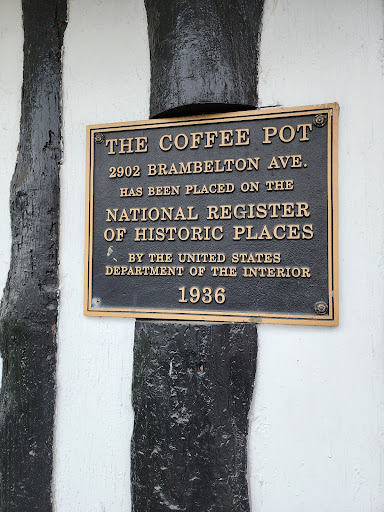 THE COFFEE POT
2902 BRAMBELTON AVE.
HAS BEEN PLACED ON THE
NATIONAL REGISTER
OF HISTORIC PLACES
BY THE UNITED STATES
DEPARTMENT OF THE INTERIOR
1936